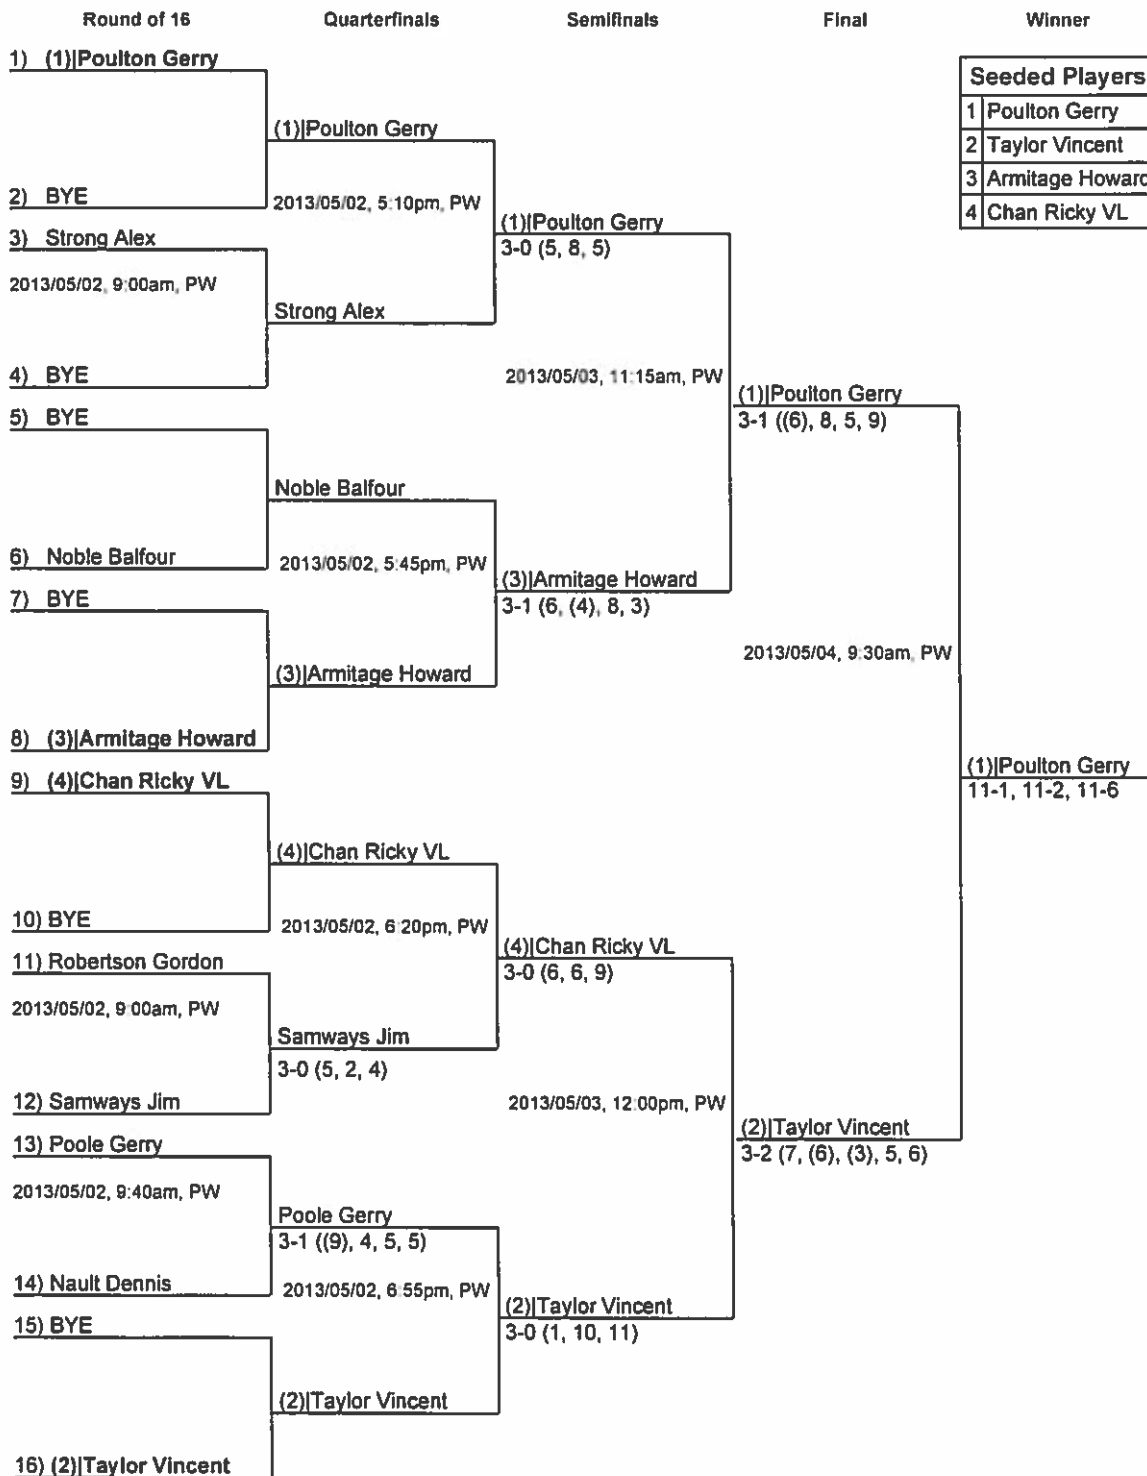 Round of 16 Quarterfinals Semifinals Final Winner
1) (1)|Poulton Gerry
Seeded Players
1 Poulton Gerry
2 Taylor Vincent
3 Armitage Howard
4 Chan Ricky VL
(1)|Poulton Gerry
2) BYE
2013/05/02, 5:10pm, PW
(1)|Poulton Gerry
3-0 (5, 8, 5)
3) Strong Alex
2013/05/02, 9:00am, PW
Strong Alex
4) BYE
2013/05/03, 11:15am, PW
(1)|Poulton Gerry
3-1 ((6), 8, 5, 9)
5) BYE
Noble Balfour
6) Noble Balfour
2013/05/02, 5:45pm, PW
(3)|Armitage Howard
3-1 (6, (4), 8, 3)
7) BYE
(3)|Armitage Howard
2013/05/04, 9:30am, PW
8) (3)|Armitage Howard
(1)|Poulton Gerry
11-1, 11-2, 11-6
9) (4)|Chan Ricky VL
(4)|Chan Ricky VL
10) BYE
2013/05/02, 6:20pm, PW
(4)|Chan Ricky VL
3-0 (6, 6, 9)
11) Robertson Gordon
2013/05/02, 9:00am, PW
Samways Jim
3-0 (5, 2, 4)
12) Samways Jim
2013/05/03, 12:00pm, PW
(2)|Taylor Vincent
3-2 (7, (6), (3), 5, 6)
13) Poole Gerry
2013/05/02, 9:40am, PW
Poole Gerry
3-1 ((9), 4, 5, 5)
14) Nault Dennis
2013/05/02, 6:55pm, PW
(2)|Taylor Vincent
3-0 (1, 10, 11)
15) BYE
(2)|Taylor Vincent
16) (2)|Taylor Vincent